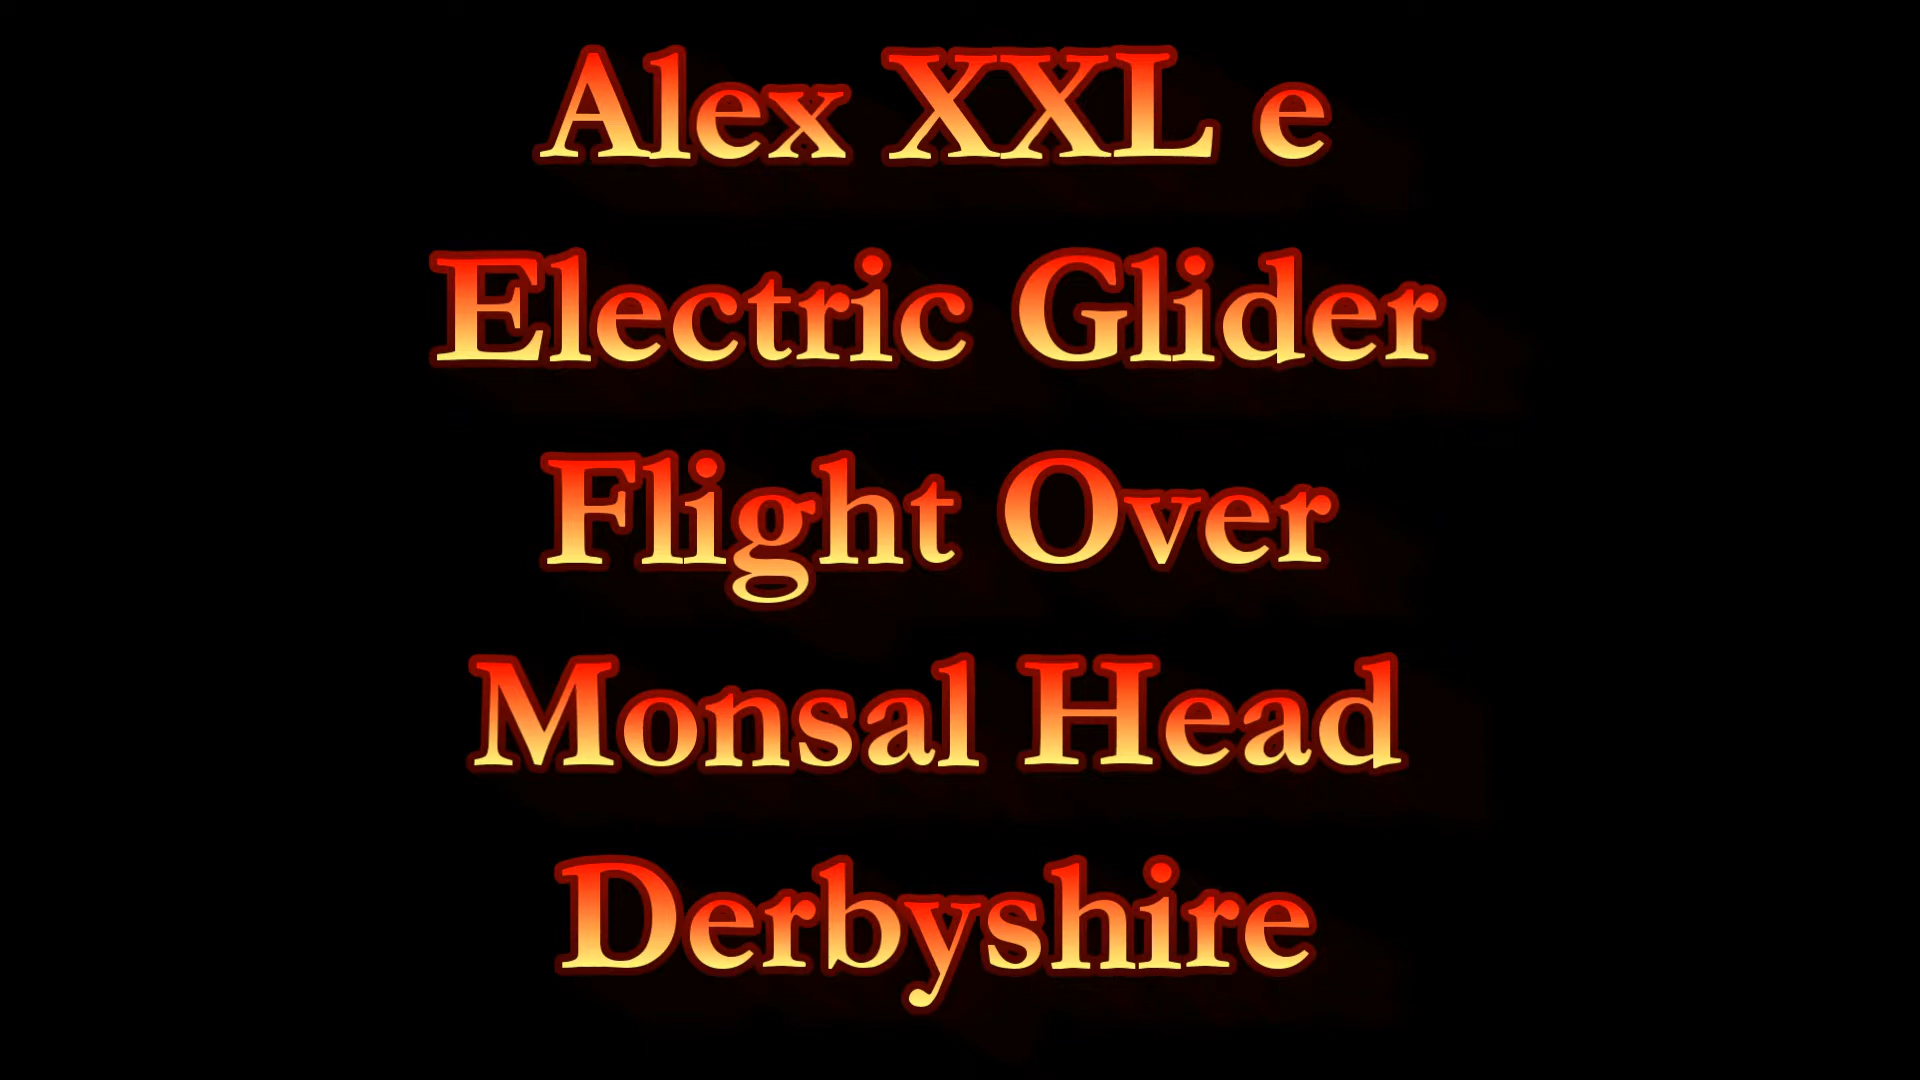 Alex XXL e
Electric Glider
Flight Over
Monsal Head
Derbyshire